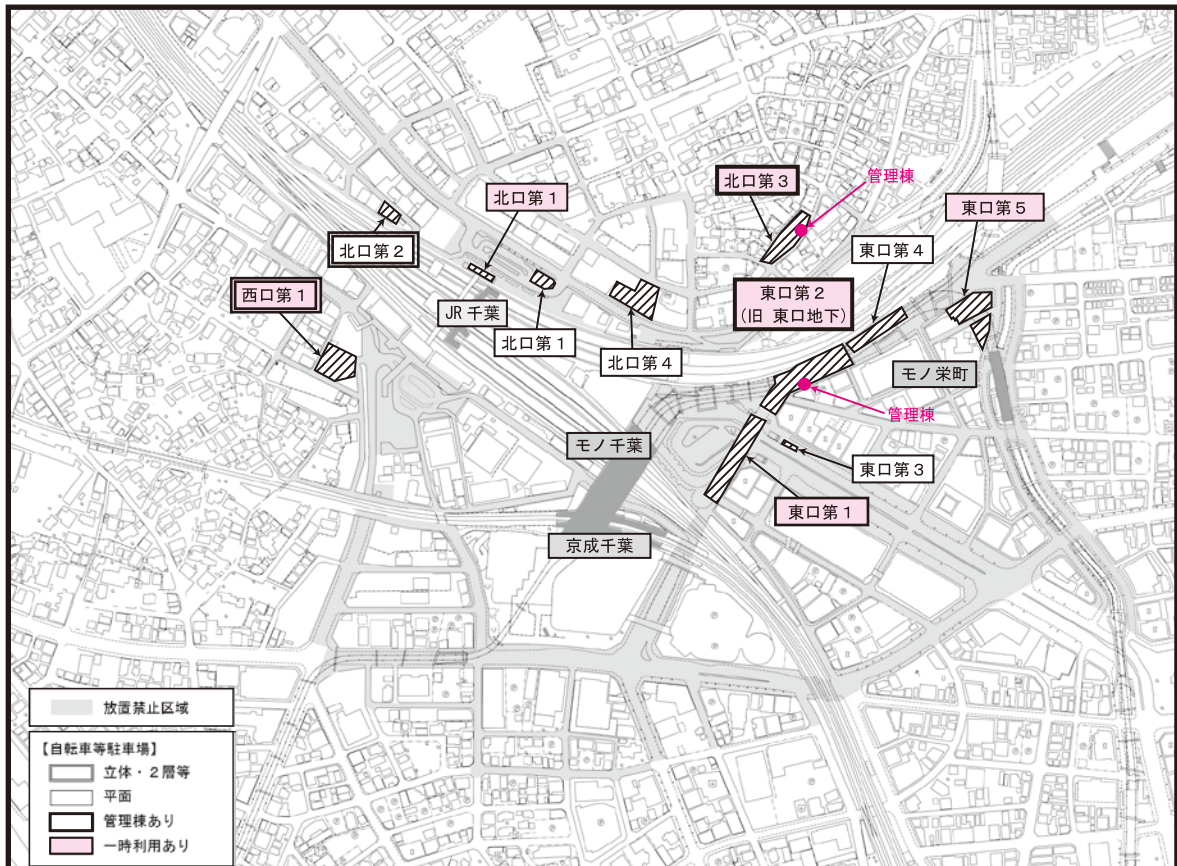 北口第3
管理棟
北口第1
東口第5
北口第2
東口第4
西口第1
東口第2
(旧 東口地下)
JR 千葉
北口第1
北口第4
モノ栄町
管理棟
モノ千葉
東口第3
東口第1
京成千葉
放置禁止区域
【自転車等駐車場】
立体・2層等
平面
管理棟あり
一時利用あり